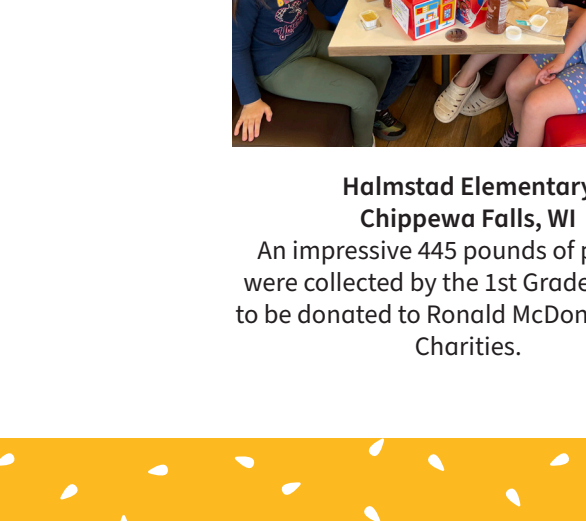 Halmstad Elementary
Chippewa Falls, WI
An impressive 445 pounds of
were collected by the 1st Grade
to be donated to Ronald McDon
Charities.